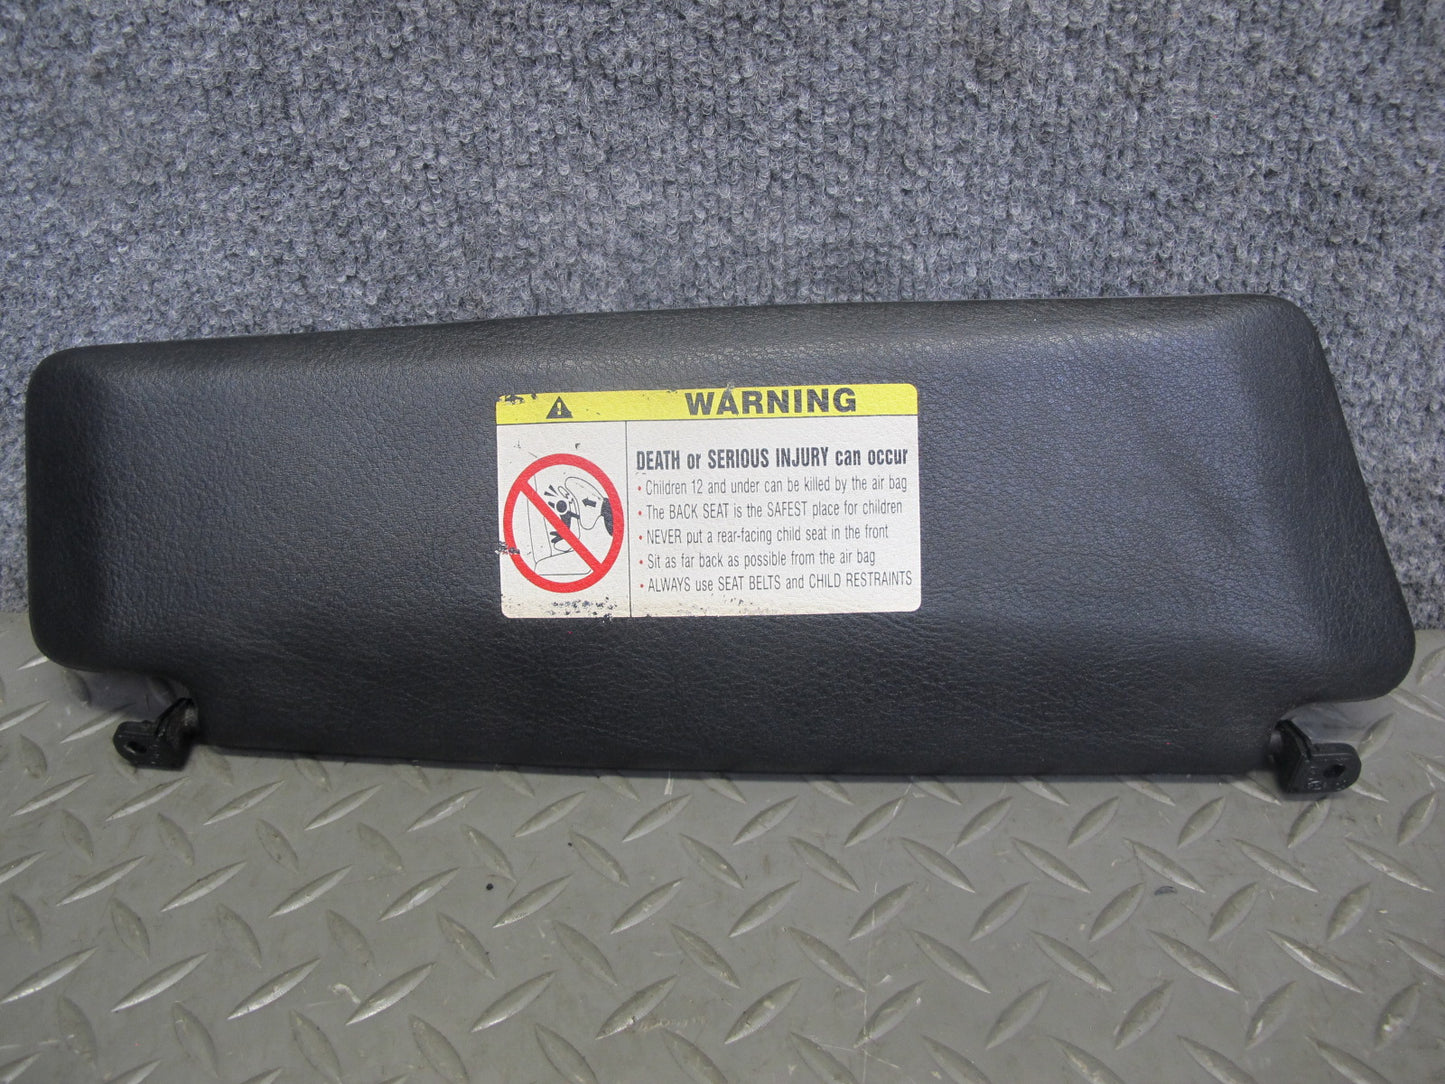 WARNING
DEATH or SERIOUS INJURY can occur
• Children 12 and under can be killed by the air bag
• The BACK SEAT is the SAFEST place for children
• NEVER put a rear-facing child seat in the front
• Sit as far back as possible from the air bag
• ALWAYS use SEAT BELTS and CHILD RESTRAINTS